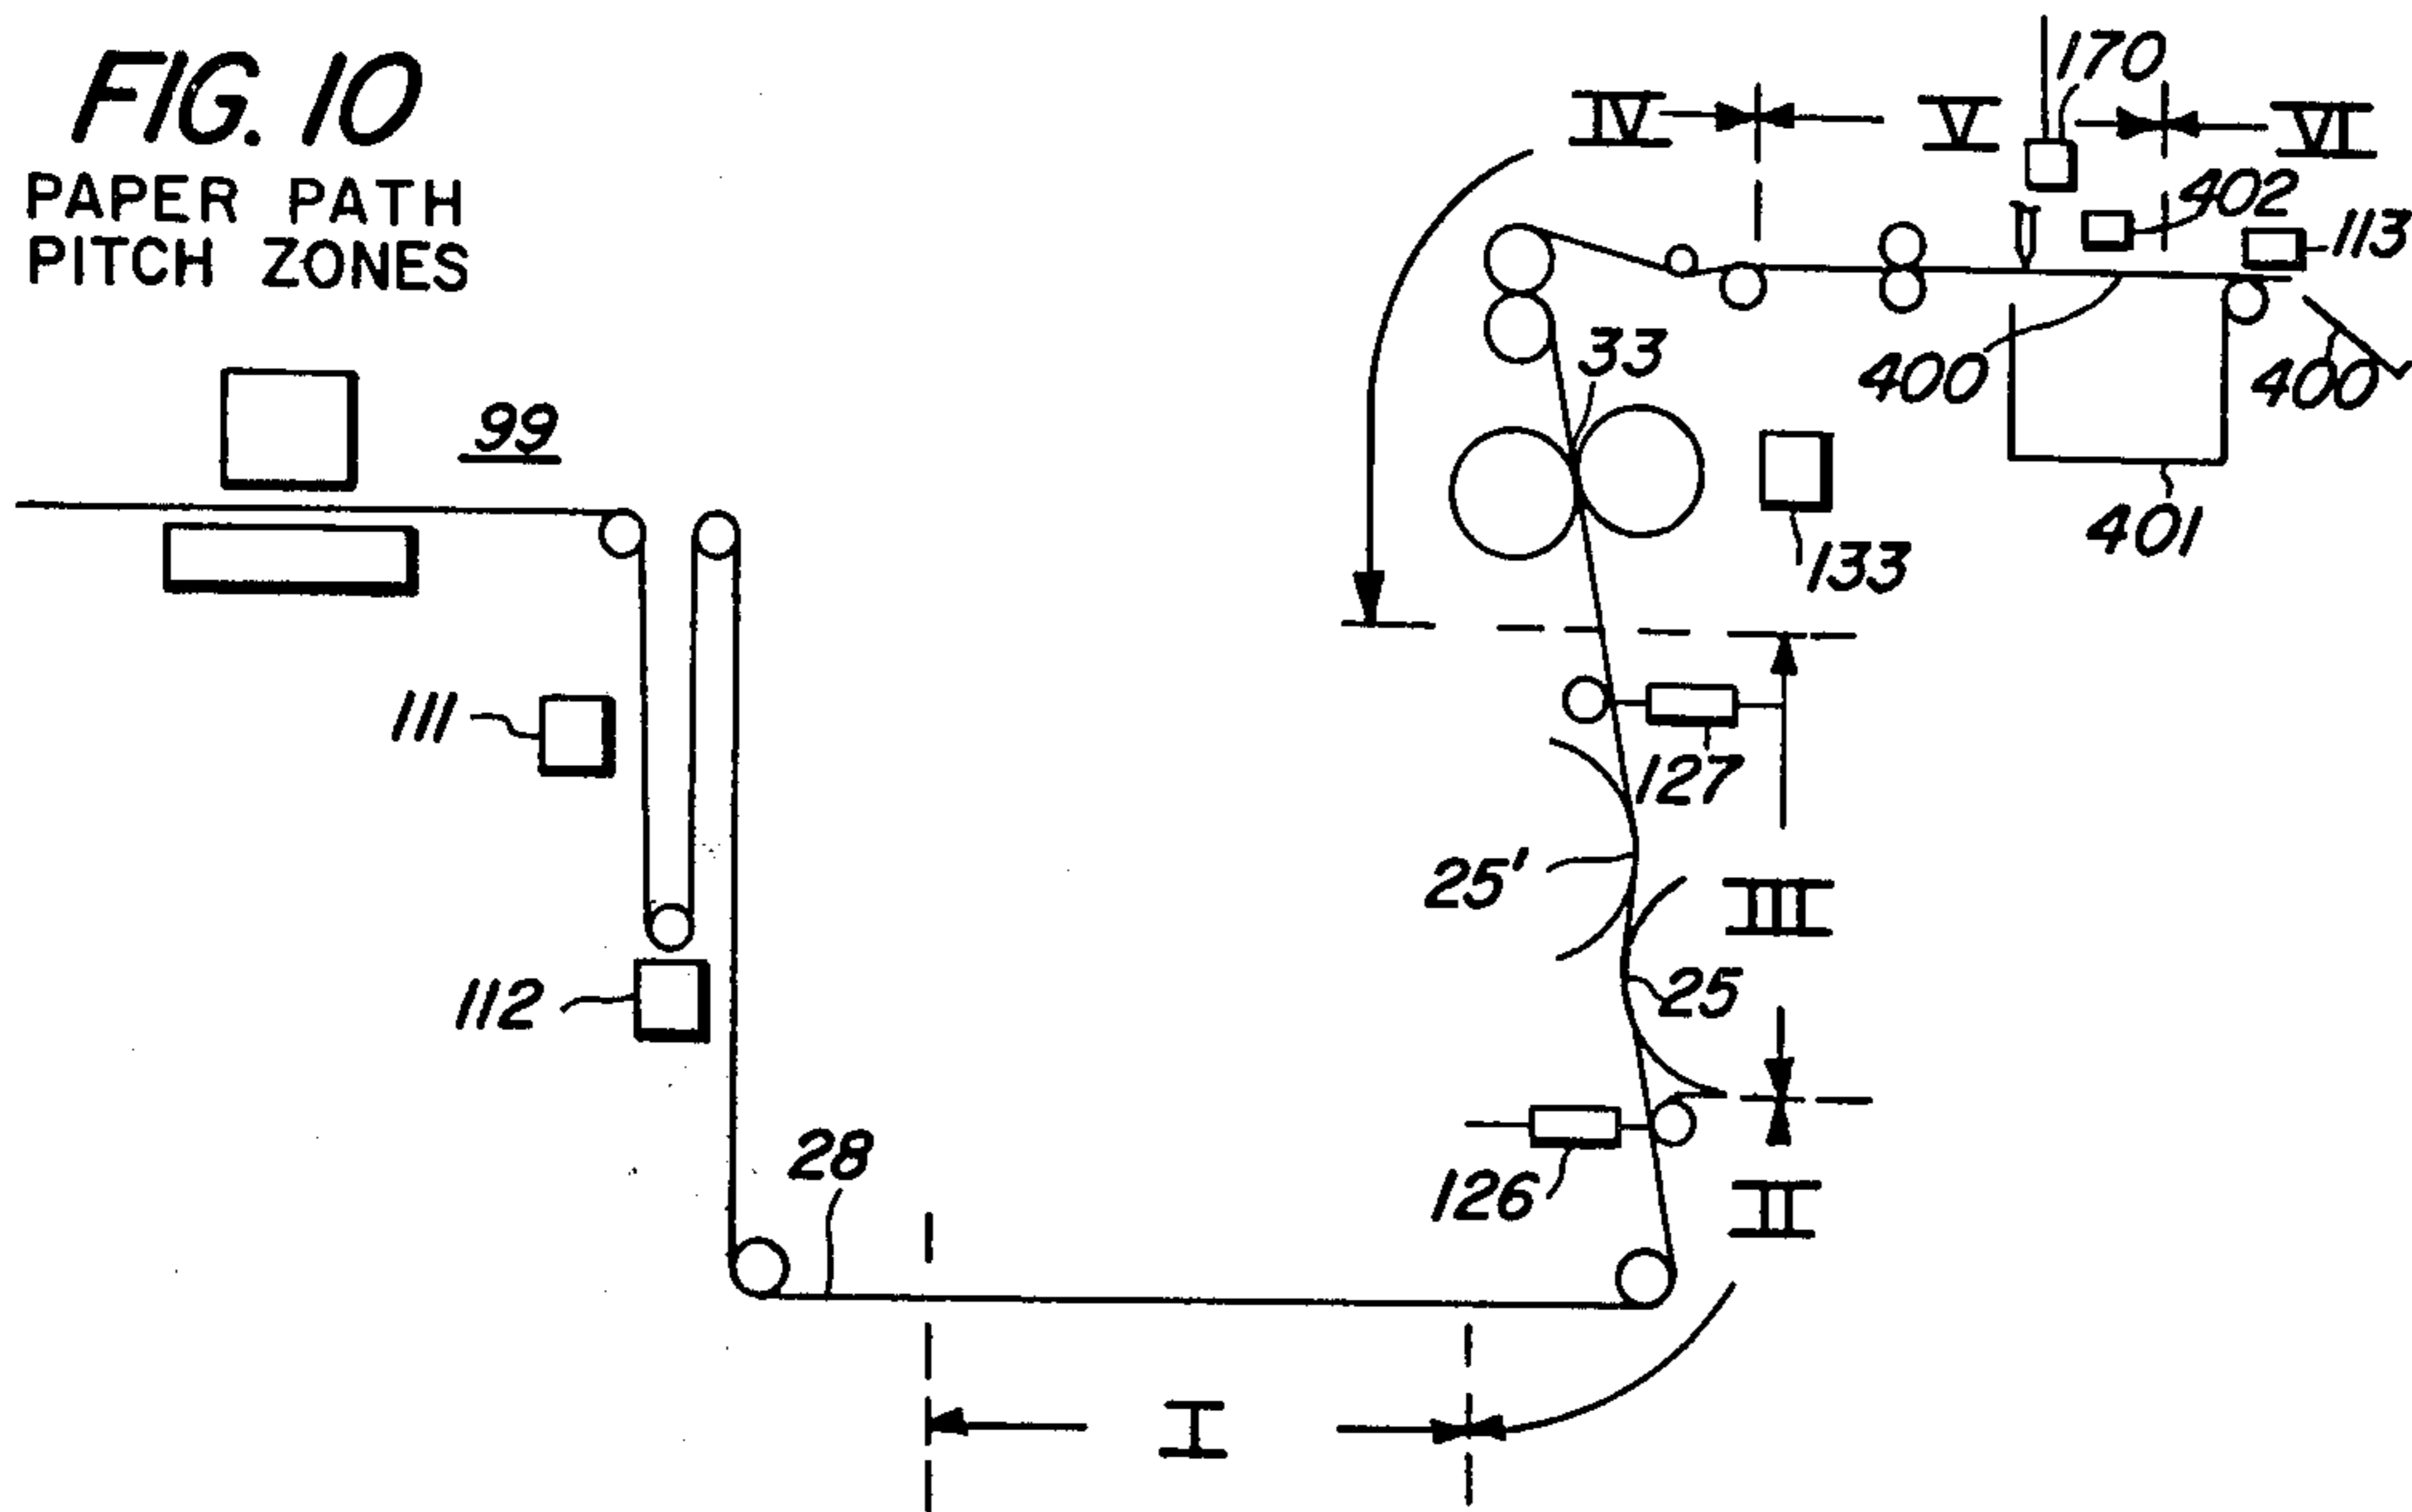 FIG. 10
PAPER PATH
PITCH ZONES
170
IV
V
VI
402
113
33
400
400
99
401
133
111
127
25'
III
112
25
28
126
II
I